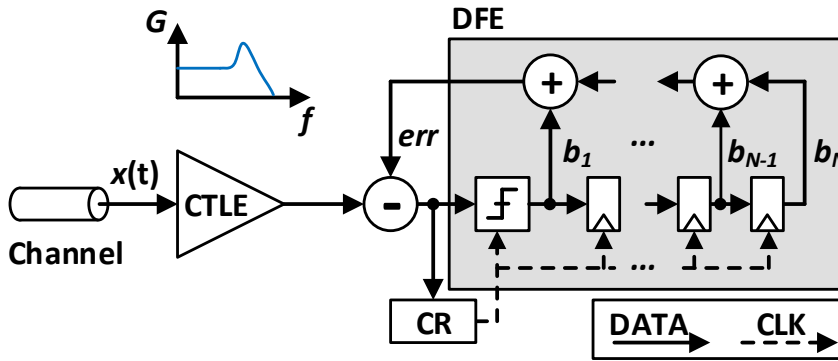 DFE
G
f
err
b1
...
bN-1
bN
x(t)
CTLE
-
+
+
Channel
...
CR
DATA
CLK